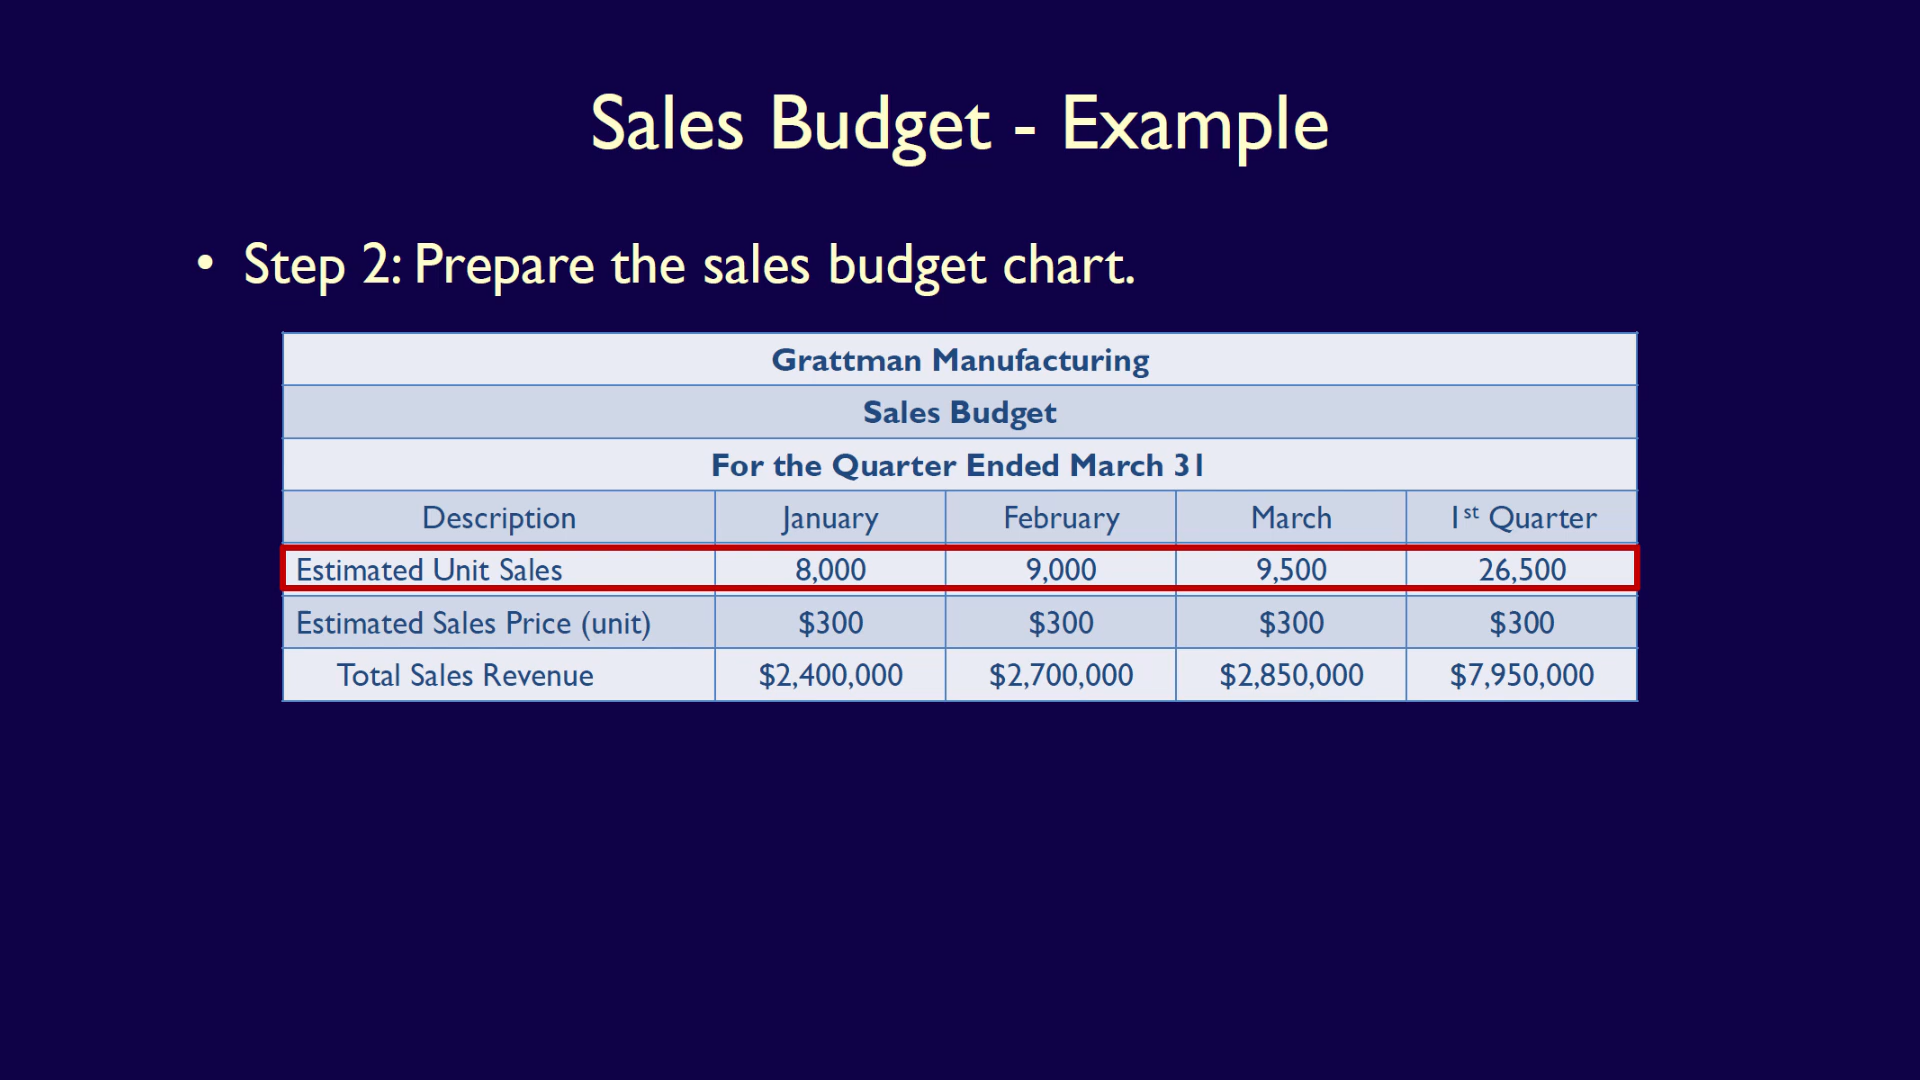 Sales Budget - Example
• Step 2: Prepare the sales budget chart.
Grattman Manufacturing
Sales Budget
For the Quarter Ended March 31
Description January February March 1st Quarter
Estimated Unit Sales 8,000 9,000 9,500 26,500
Estimated Sales Price (unit) $300 $300 $300 $300
Total Sales Revenue $2,400,000 $2,700,000 $2,850,000 $7,950,000